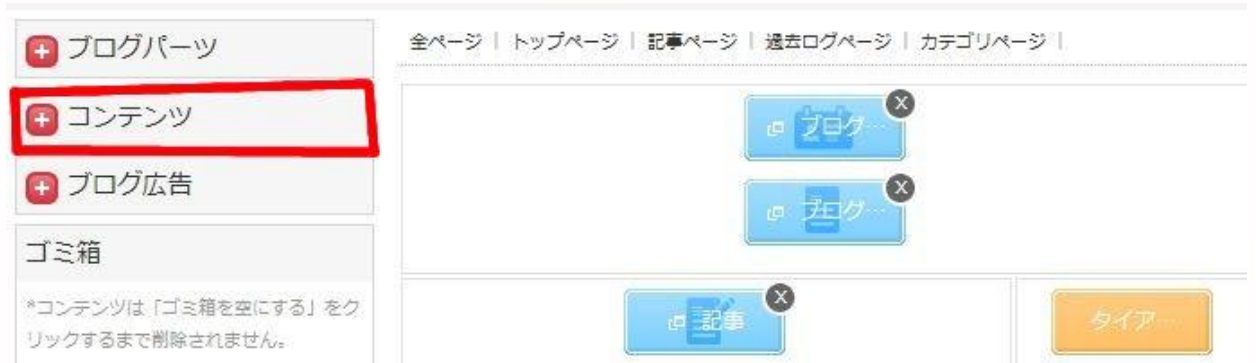 ブログパーツ
コンテンツ
ブログ広告
ゴミ箱
*コンテンツは「ゴミ箱を空にする」をク
リックするまで削除されません。
全ページ | トップページ | 記事ページ | 過去ログページ | カテゴリページ |
ブログ…
X
ブログ…
X
記事
X
タイア…